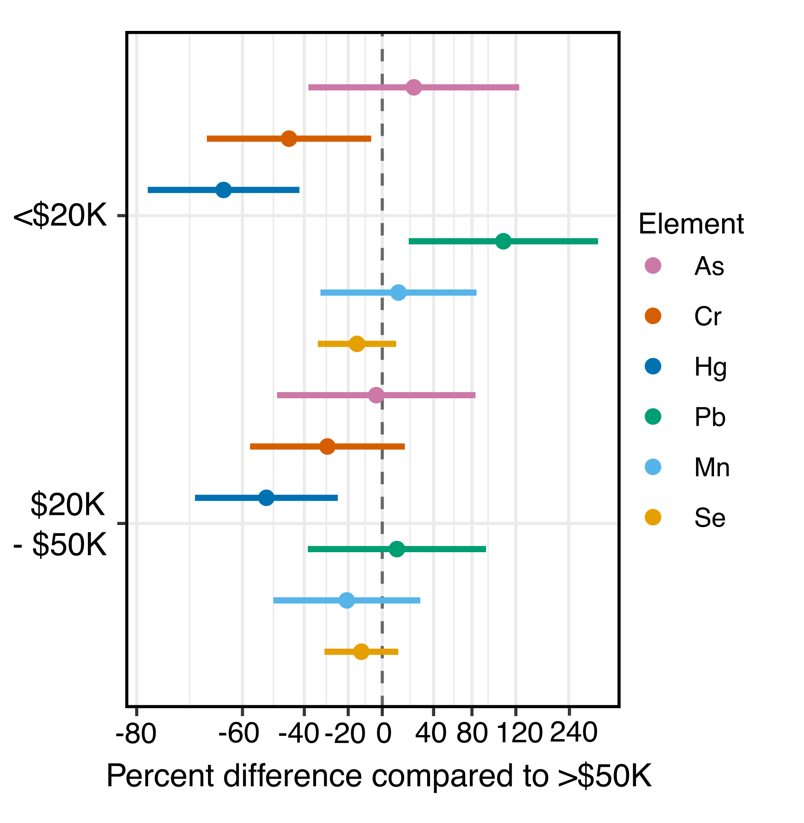 <$20K
$20K
- $50K
-80 -60 -40 -20 0 40 80 120 240
Percent difference compared to >$50K
Element
As
Cr
Hg
Pb
Mn
Se